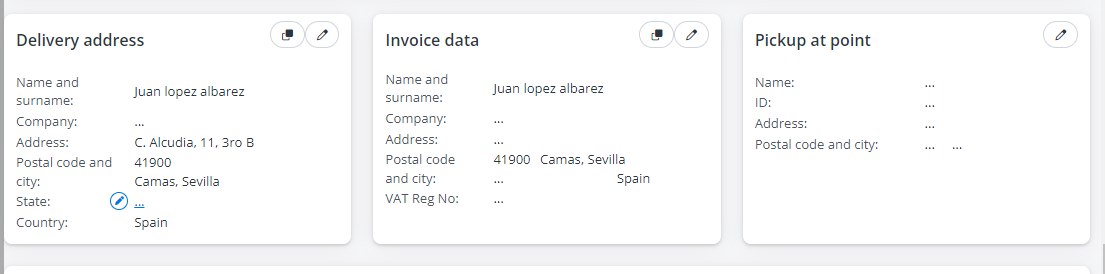 Delivery address
Name and
surname:
Juan lopez albarez
Company:
...
Address:
C. Alcudia, 11, 3ro B
Postal code and
city:
41900
Camas, Sevilla
State:
...
Country:
Spain
Invoice data
Name and
surname:
Juan lopez albarez
Company:
...
Address:
...
Postal code
and city:
41900 Camas, Sevilla
... Spain
VAT Reg No:
...
Pickup at point
Name:
...
ID:
...
Address:
...
Postal code and city:
... ...